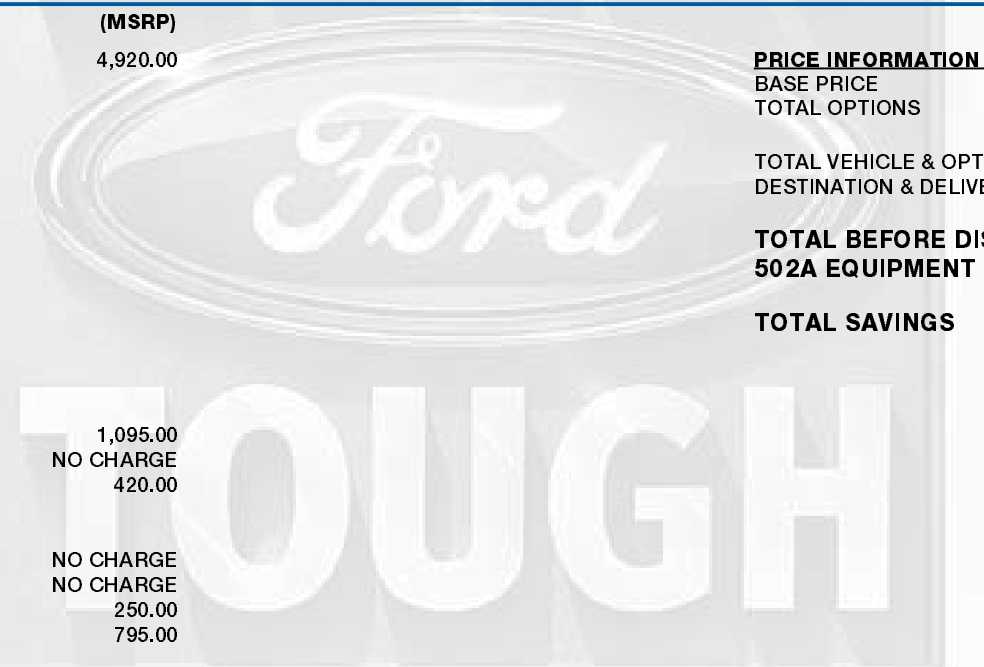 (MSRP)
4,920.00
1,095.00
NO CHARGE
420.00
NO CHARGE
NO CHARGE
250.00
795.00
PRICE INFORMATION
BASE PRICE
TOTAL OPTIONS
TOTAL VEHICLE & OPT
DESTINATION & DELIVE
TOTAL BEFORE DIS
502A EQUIPMENT
TOTAL SAVINGS
Ford
TOUGH